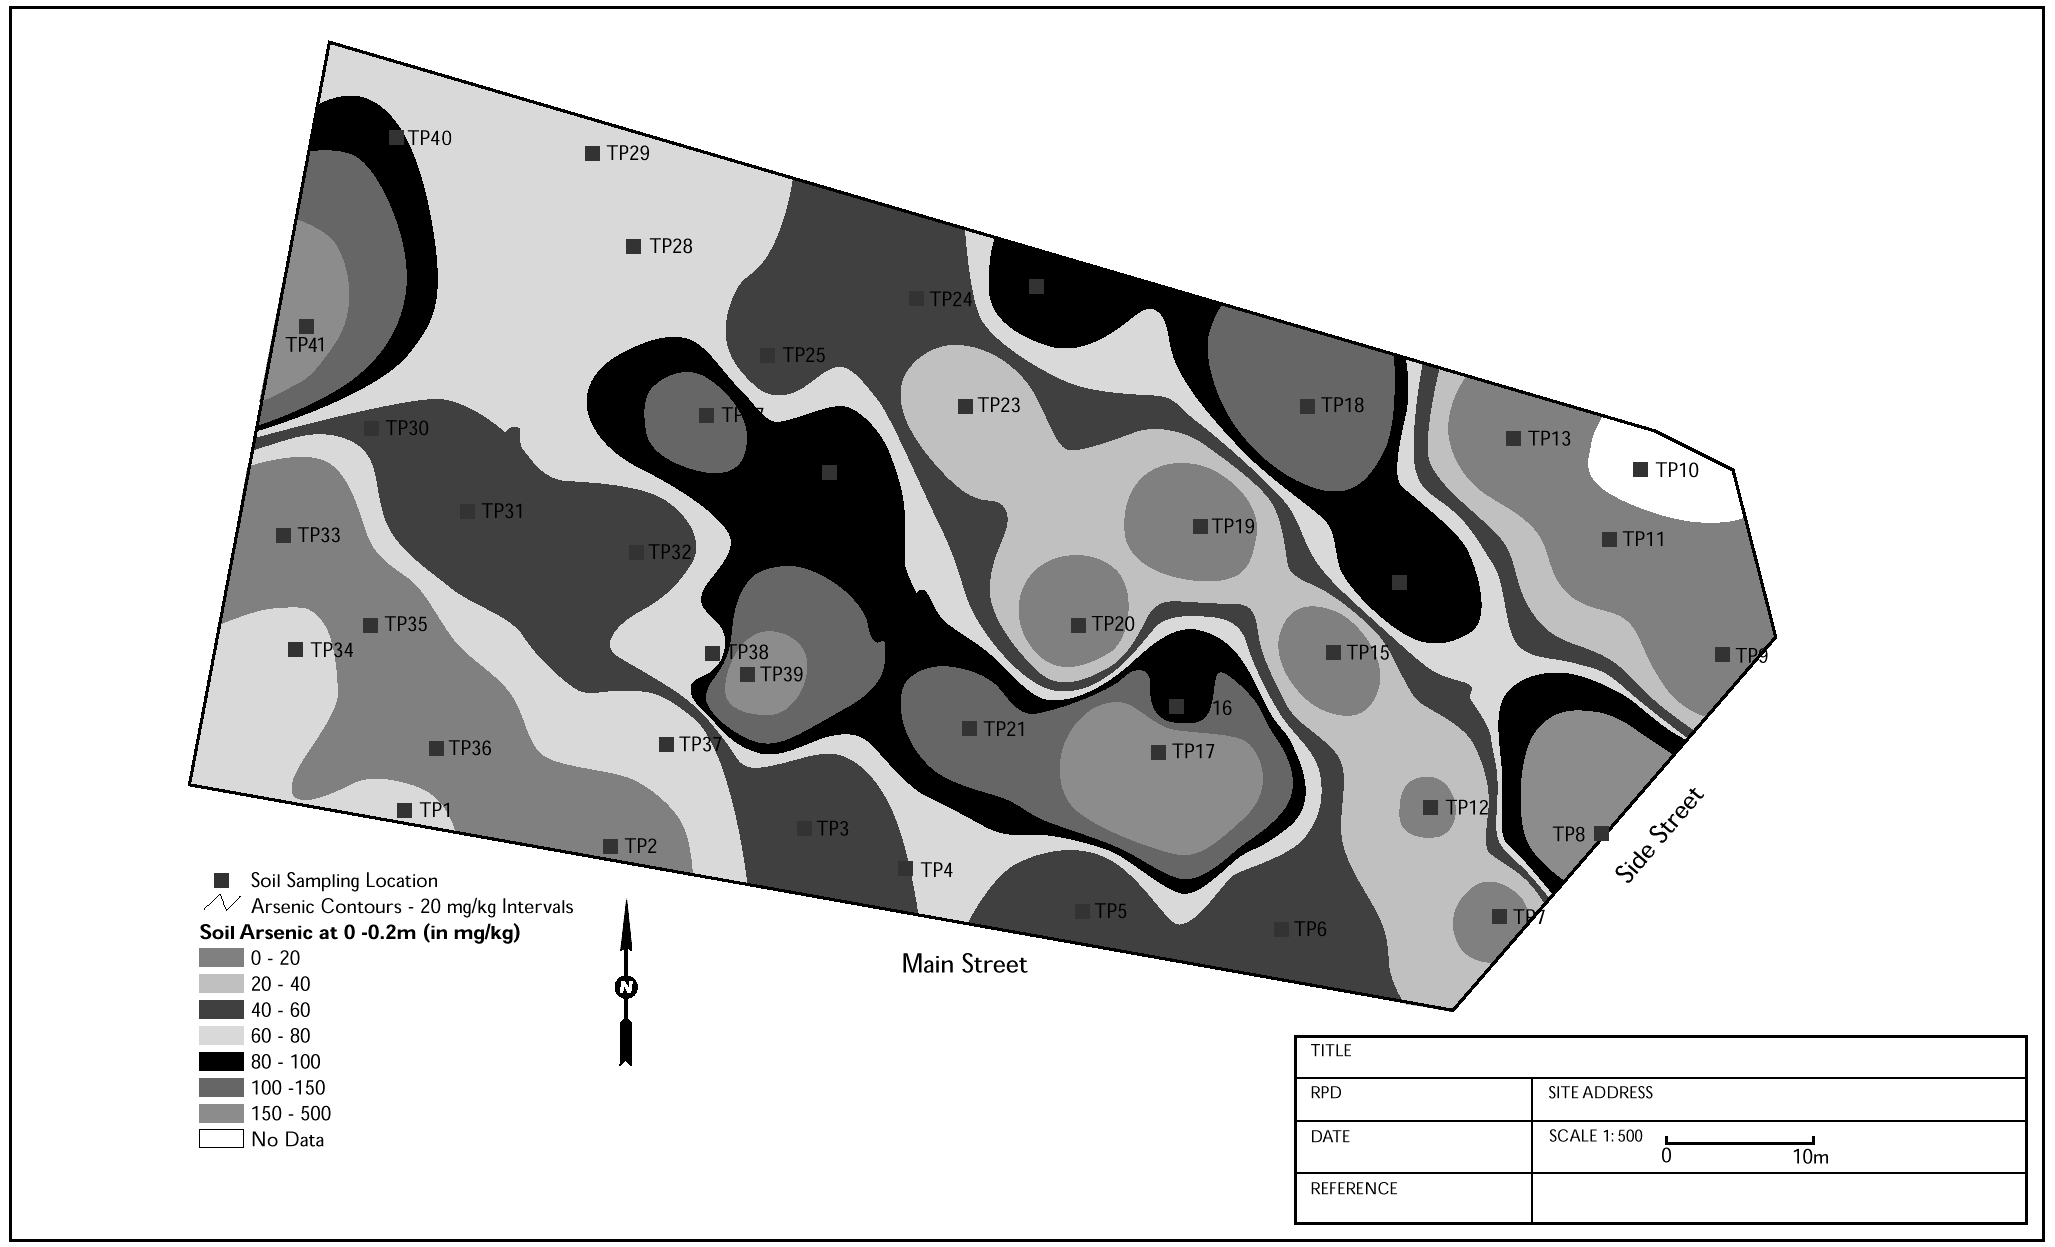 TP40
TP29
TP28
TP24
TP41
TP25
TP23
TP18
TP30
TP13
TP10
TP31
TP19
TP33
TP11
TP32
TP35
TP20
TP34
TP38
TP15
TP9
TP39
16
TP21
TP37
TP36
TP17
TP1
TP12
TP3
TP8
TP2
TP4
TP5
TP7
TP6
Side Street
Main Street
Soil Sampling Location
Arsenic Contours - 20 mg/kg Intervals
Soil Arsenic at 0 -0.2m (in mg/kg)
0 - 20
20 - 40
40 - 60
60 - 80
80 - 100
100 -150
150 - 500
No Data
N
TITLE
RPD
SITE ADDRESS
DATE
SCALE 1: 500
0 10m
REFERENCE